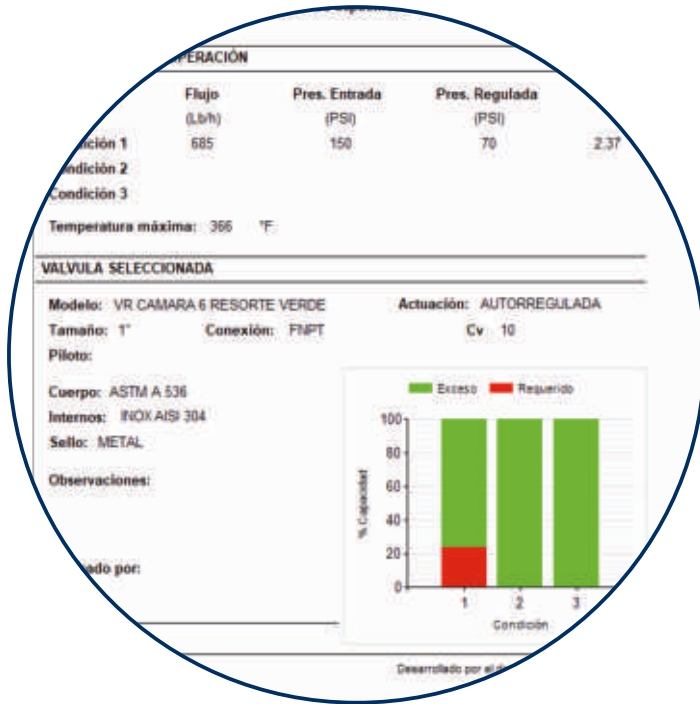 PERACIÓN
Flujo Pres. Entrada Pres. Regulada
(Lb/h) (PSI) (PSI)
ición 1 685 150 70 2.37
ndición 2
Condición 3
Temperatura máxima: 366 °F
VALVULA SELECCIONADA
Modelo: VR CAMARA 6 RESORTE VERDE Actuación: AUTORREGULADA
Tamaño: 1" Conexión: FNPT Cv 10
Piloto:
Cuerpo: ASTM A 536
Internos: INOX AISI 304
Sello: METAL
Observaciones:
ado por:
Exceso Requerido
% Capacidad
100
80
60
40
20
0
1 2 3
Condición
Desarrollado por el